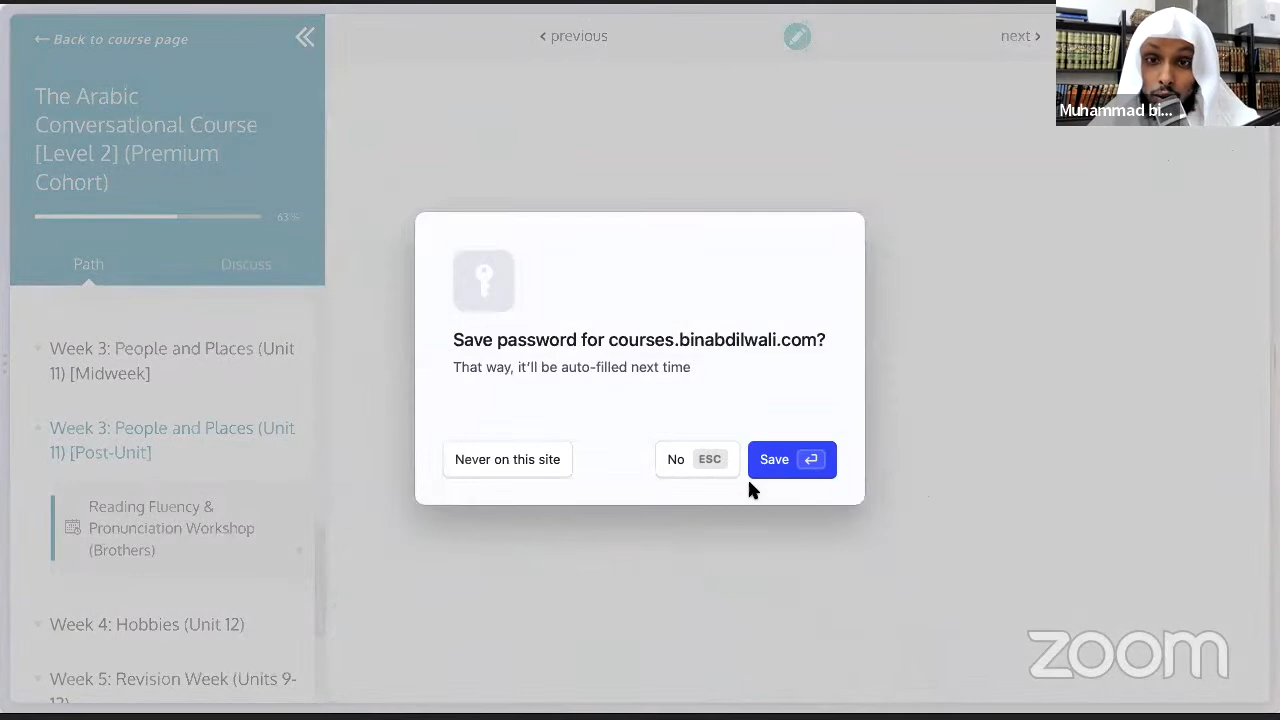 ← Back to course page
The Arabic
Conversational Course
[Level 2] (Premium
Cohort)
63 %
Path
Discuss
Week 3: People and Places (Unit
11) [Midweek]
Week 3: People and Places (Unit
11) [Post-Unit]
Reading Fluency &
Pronunciation Workshop
(Brothers)
Week 4: Hobbies (Unit 12)
Week 5: Revision Week (Units 9-
12)
‹ previous
next ›
Muhammad bi...
Save password for courses.binabdilwali.com?
That way, it’ll be auto-filled next time
Never on this site
No ESC
Save
zoom